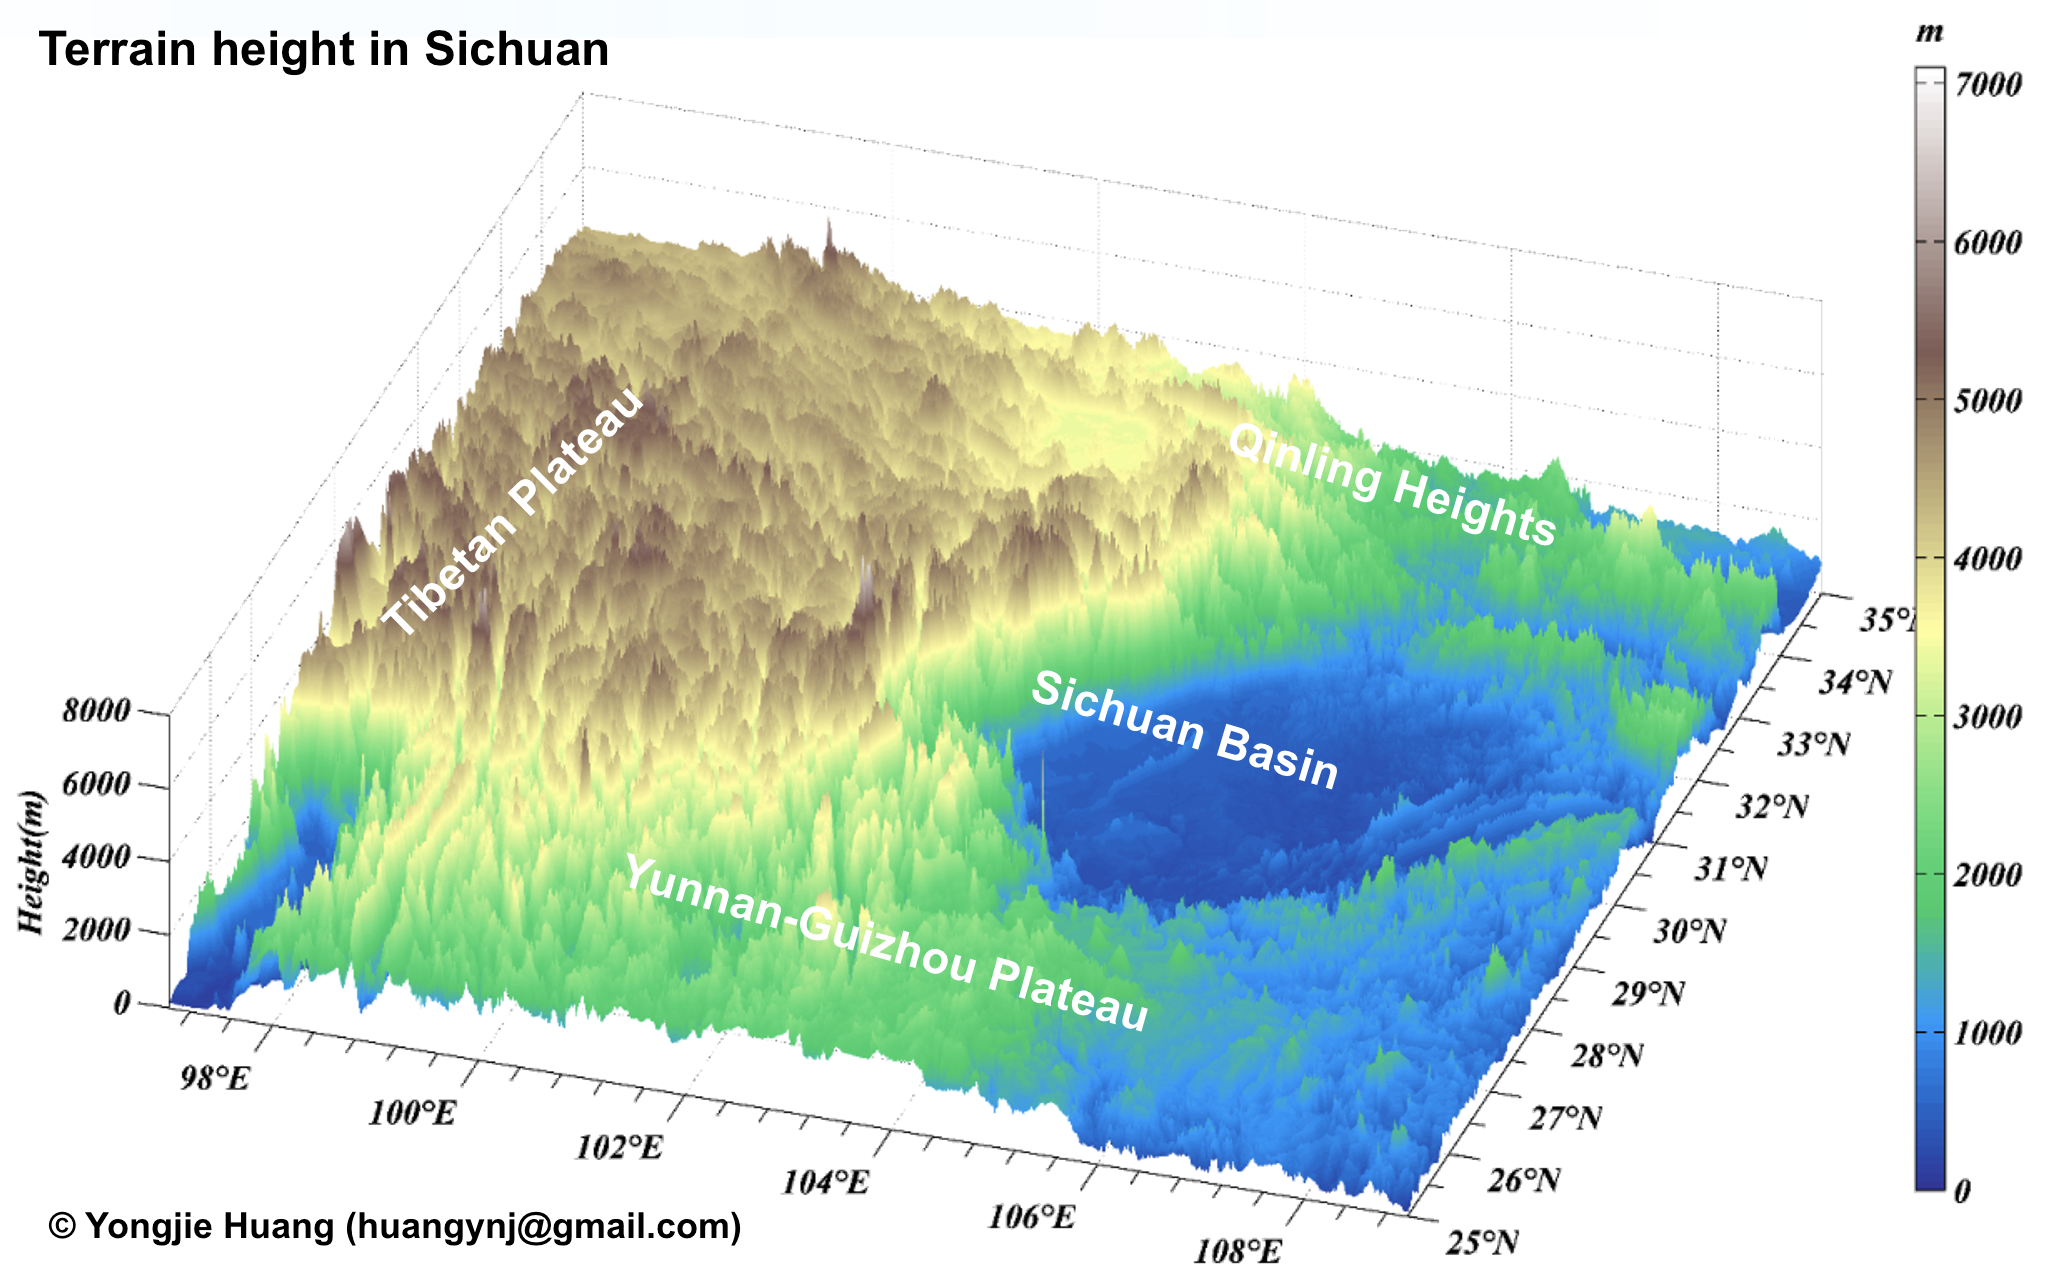 Terrain height in Sichuan
m
7000
6000
5000
4000
3000
2000
1000
0
Tibetan Plateau
Qinling Heights
Sichuan Basin
Yunnan-Guizhou Plateau
Height(m)
8000
6000
4000
2000
0
98°E
100°E
102°E
104°E
106°E
108°E
35°N
34°N
33°N
32°N
31°N
30°N
29°N
28°N
27°N
26°N
25°N
© Yongjie Huang (huangynj@gmail.com)